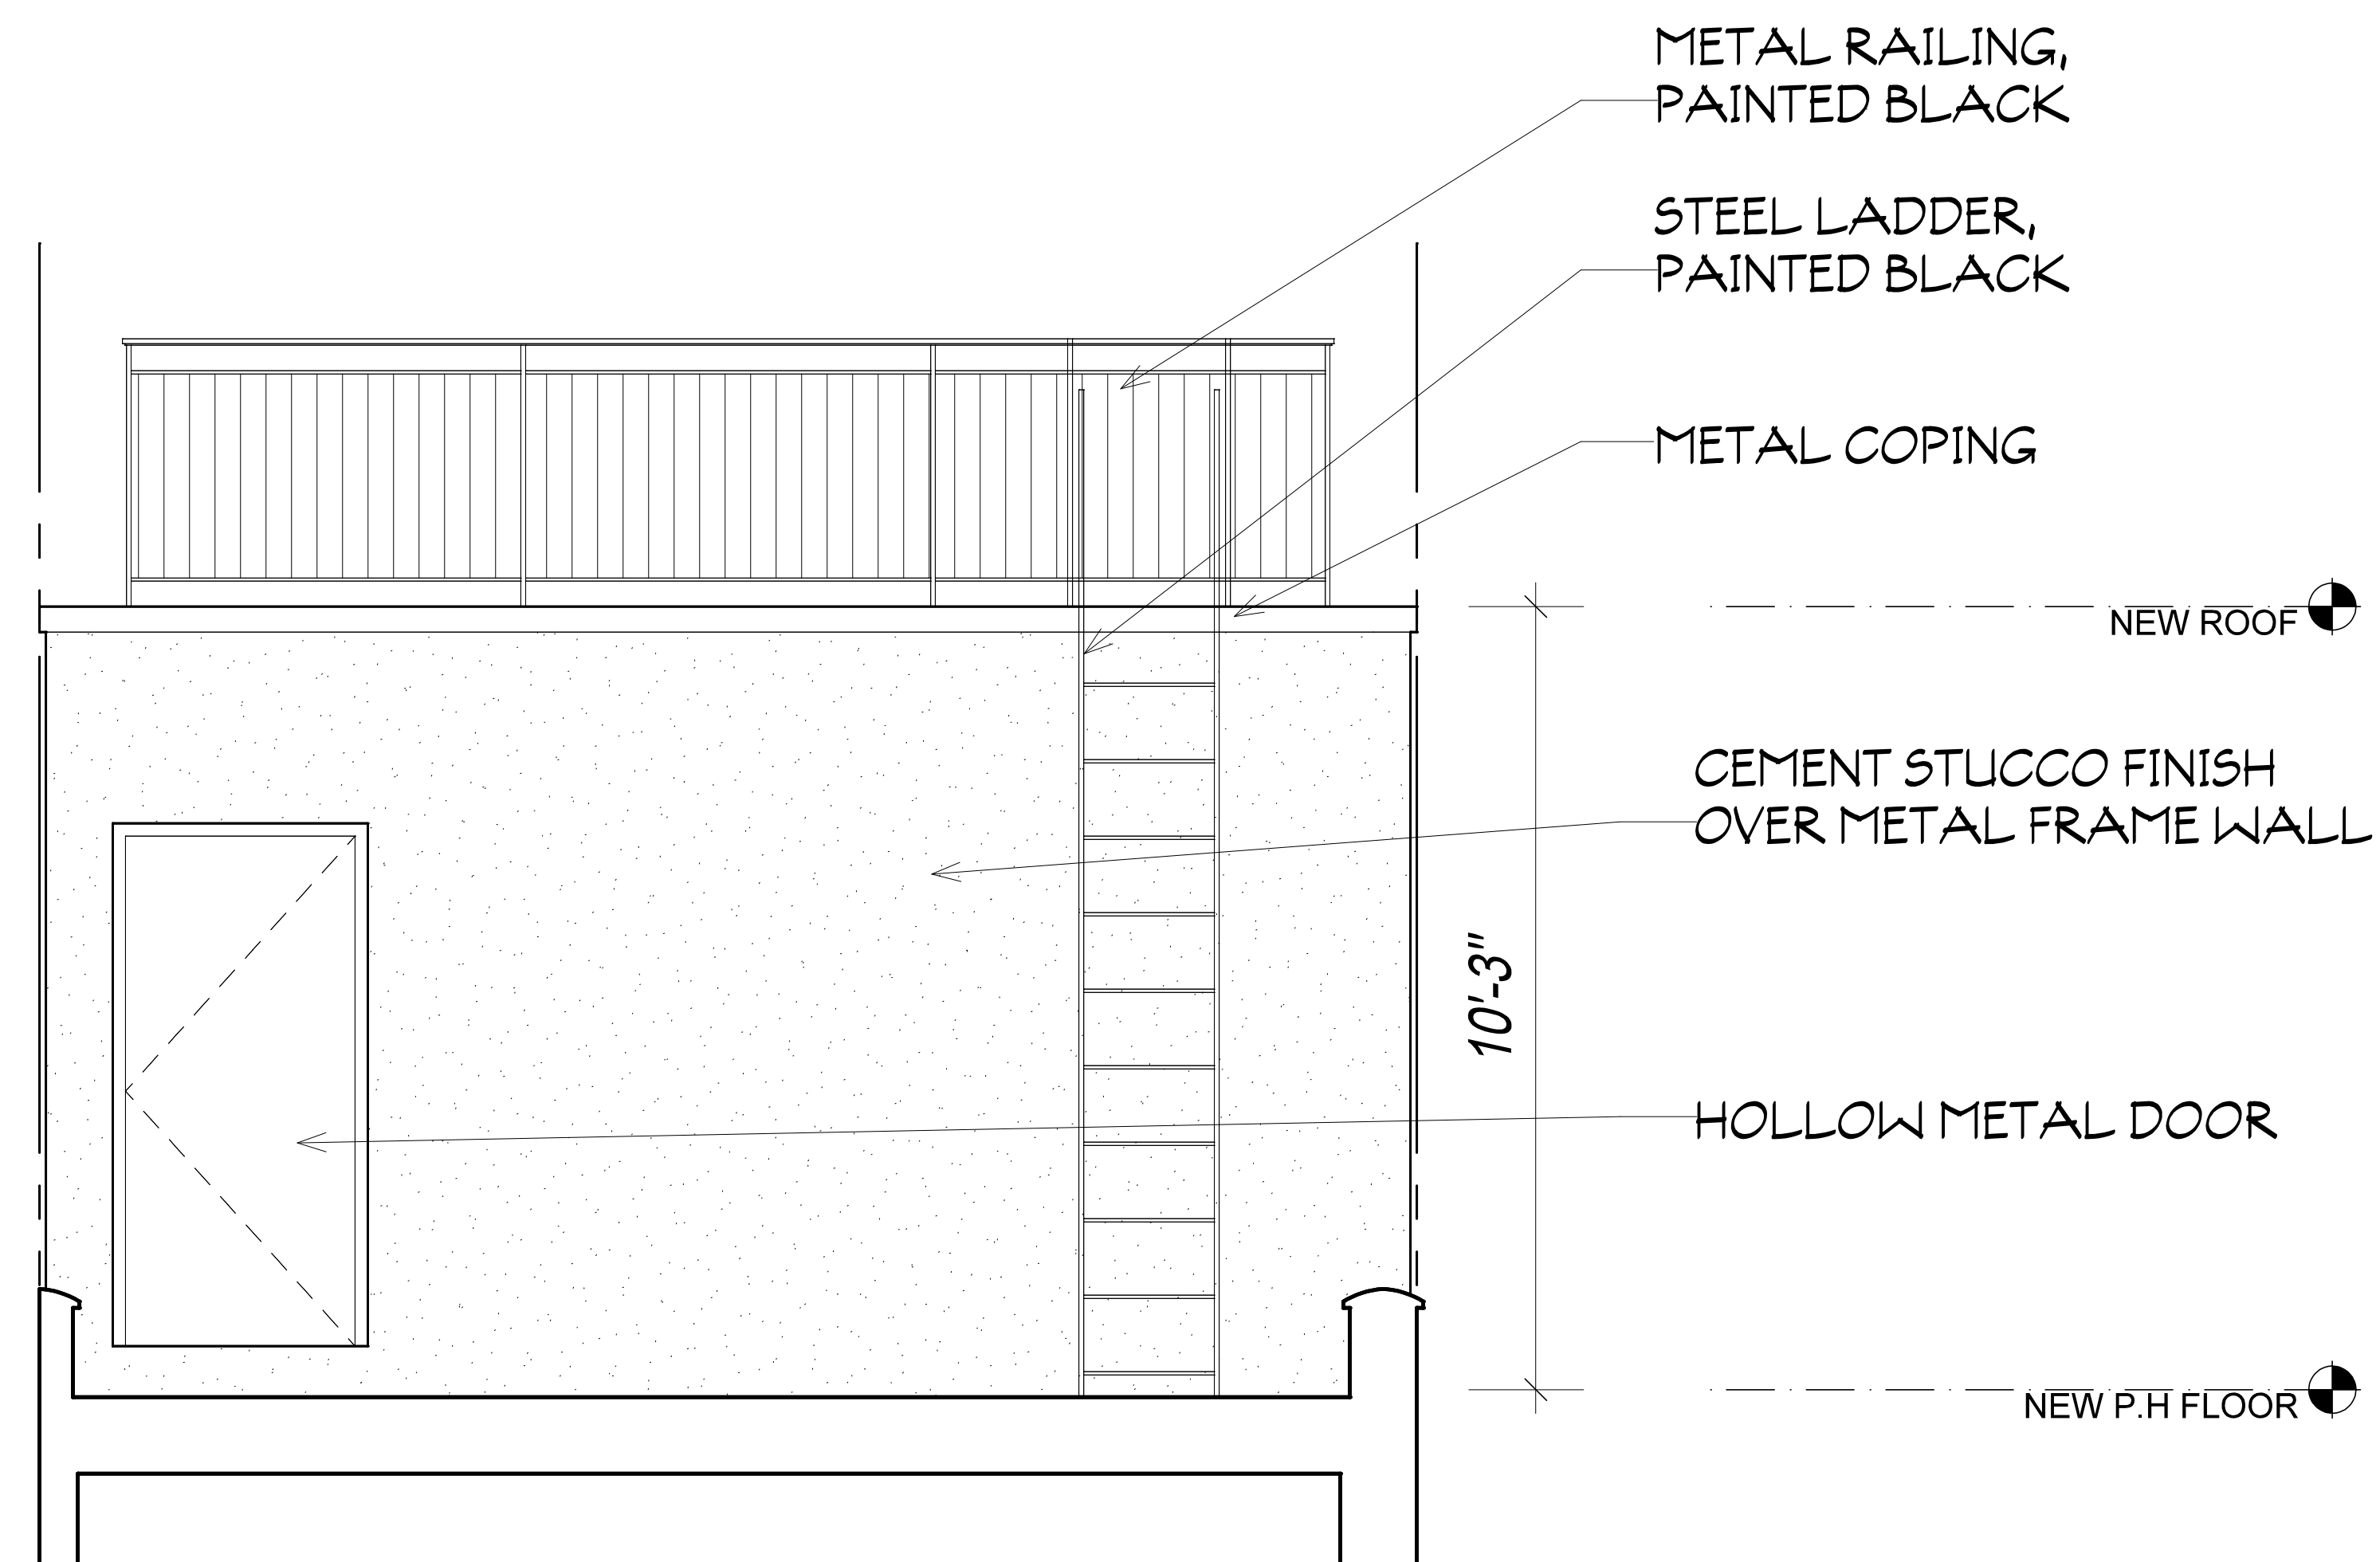 METAL RAILING,
PAINTED BLACK
STEEL LADDER,
PAINTED BLACK
METAL COPING
NEW ROOF
CEMENT STUCCO FINISH
OVER METAL FRAME WALL
10'-3"
HOLLOW METAL DOOR
NEW P.H FLOOR